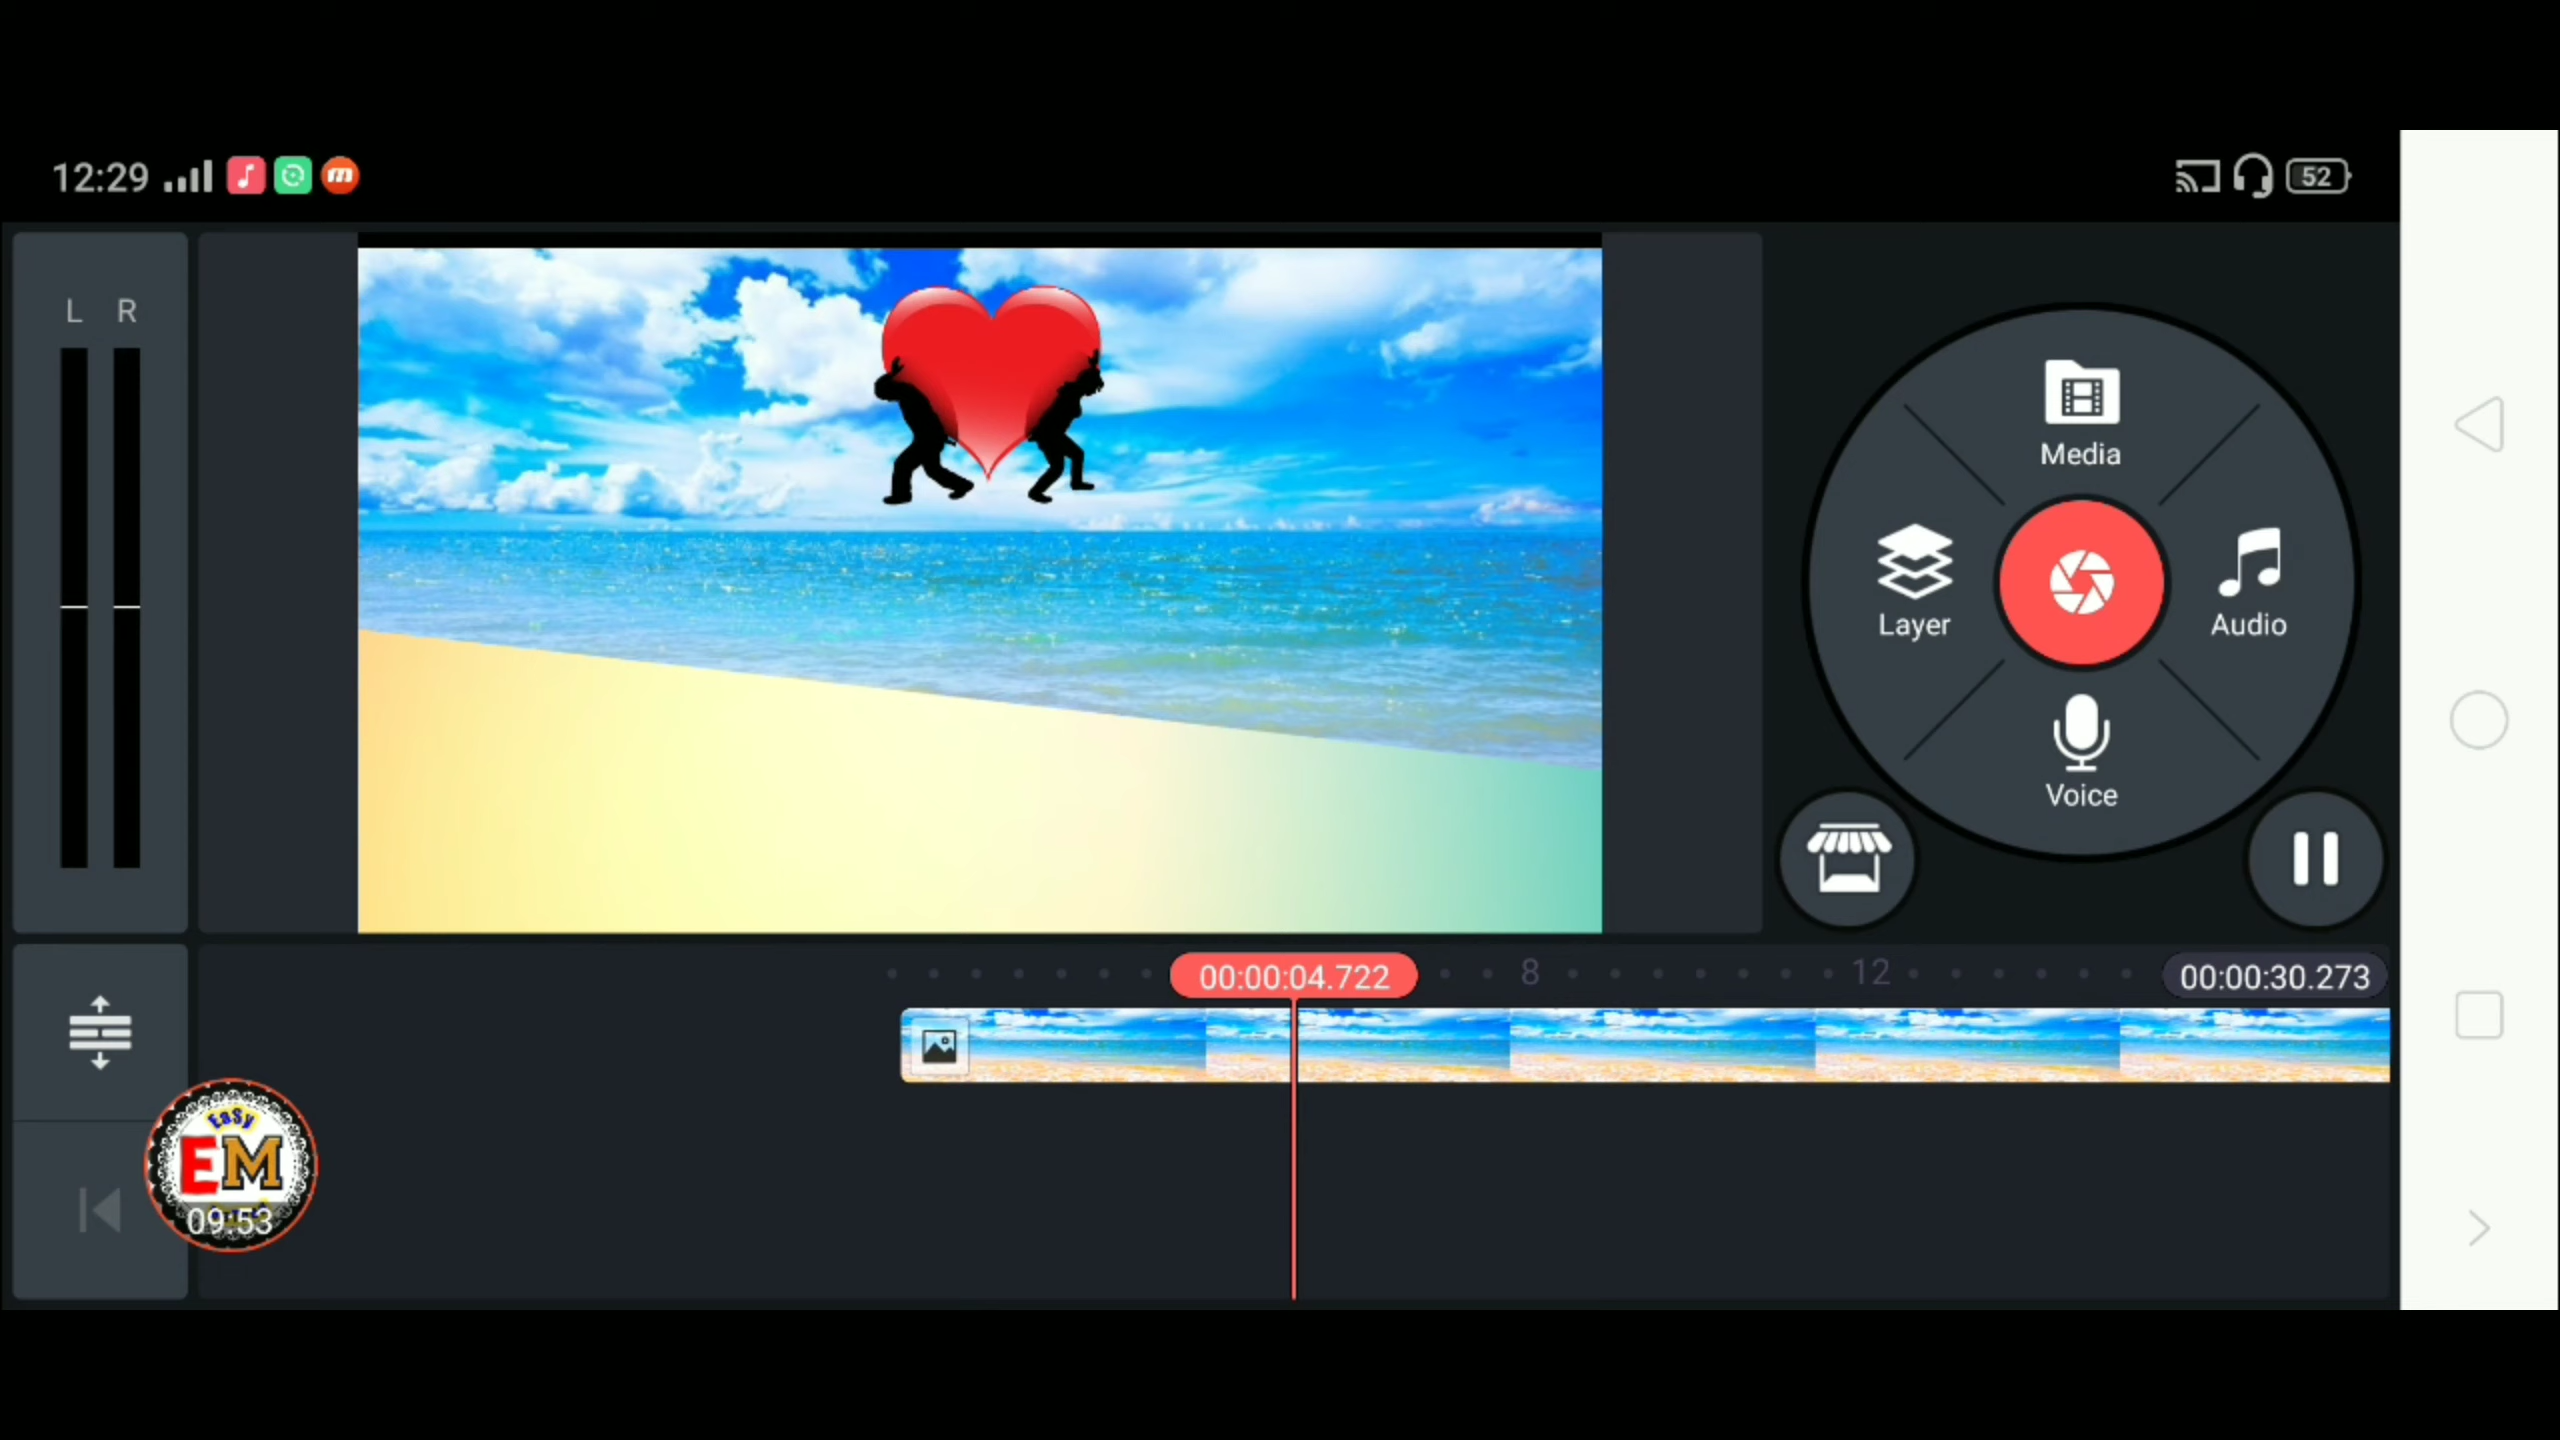 12:29
52
L R
Media
Layer
Audio
Voice
00:00:04.722
8
12
00:00:30.273
EaSy
EM
09:53